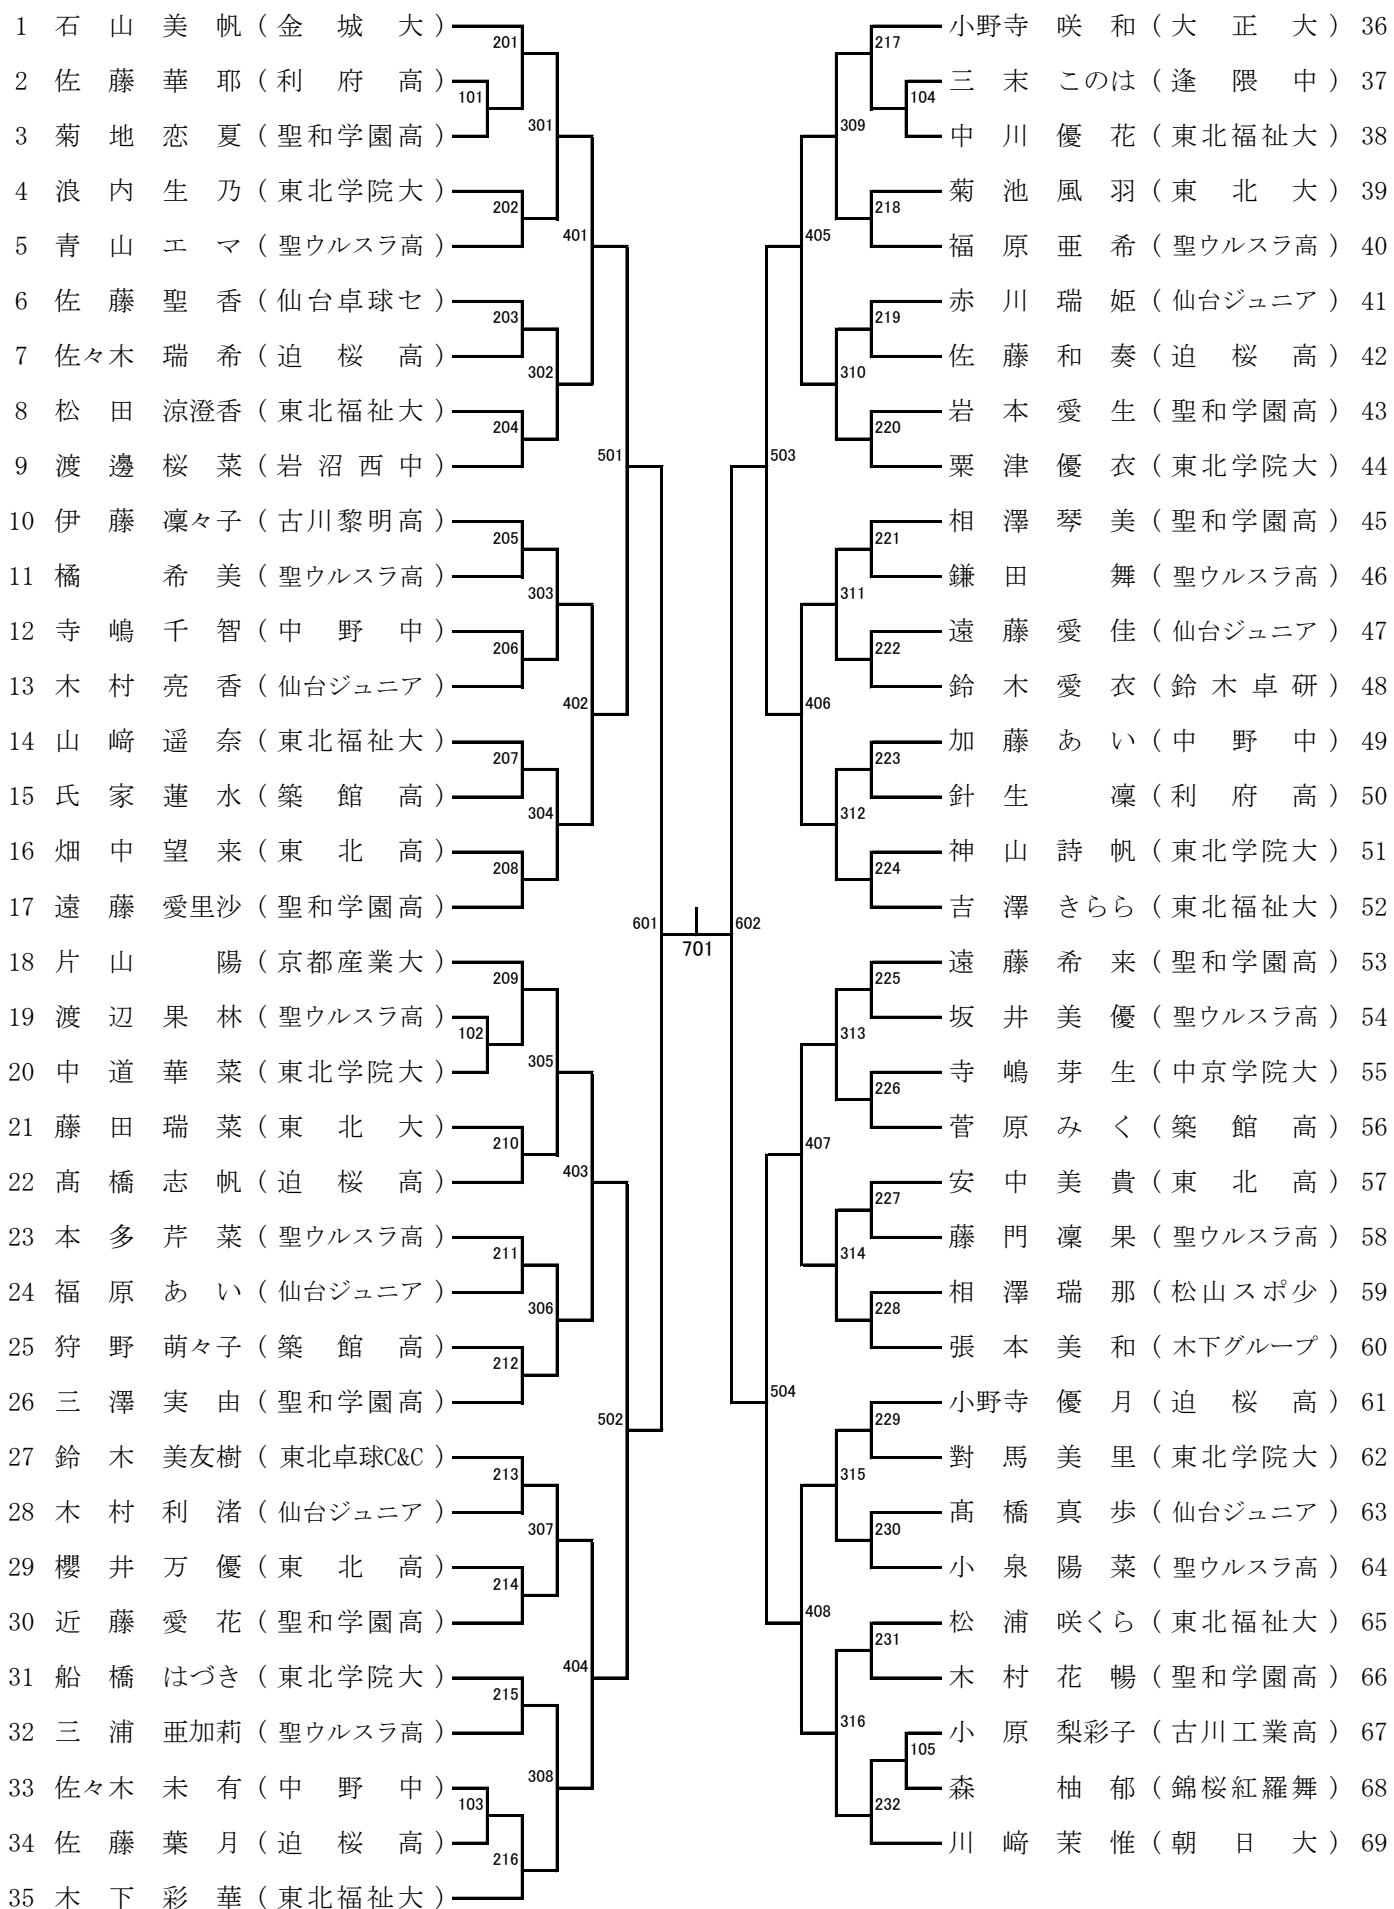 1 石山美帆（金城大）
2 佐藤華耶（利府高）
3 菊地恋夏（聖和学園高）
4 浪内生乃（東北学院大）
5 青山エマ（聖ウルスラ高）
6 佐藤聖香（仙台卓球セ）
7 佐々木瑞希（迫桜高）
8 松田涼澄香（東北福祉大）
9 渡邊桜菜（岩沼西中）
10 伊藤凜々子（古川黎明高）
11 橘希美（聖ウルスラ高）
12 寺嶋千智（中野中）
13 木村亮香（仙台ジュニア）
14 山﨑遥奈（東北福祉大）
15 氏家蓮水（築館高）
16 畑中望来（東北高）
17 遠藤愛里沙（聖和学園高）
18 片山陽（京都産業大）
19 渡辺果林（聖ウルスラ高）
20 中道華菜（東北学院大）
21 藤田瑞菜（東北大）
22 髙橋志帆（迫桜高）
23 本多芹菜（聖ウルスラ高）
24 福原あい（仙台ジュニア）
25 狩野萌々子（築館高）
26 三澤実由（聖和学園高）
27 鈴木美友樹（東北卓球C&C）
28 木村利渚（仙台ジュニア）
29 櫻井万優（東北高）
30 近藤愛花（聖和学園高）
31 船橋はづき（東北学院大）
32 三浦亜加莉（聖ウルスラ高）
33 佐々木未有（中野中）
34 佐藤葉月（迫桜高）
35 木下彩華（東北福祉大）
101
102
103
201
202
203
204
205
206
207
208
209
210
211
212
213
214
215
216
301
302
303
304
305
306
307
308
401
402
403
404
501
502
601
701
602
503
504
405
406
407
408
309
310
311
312
313
314
315
316
217
218
219
220
221
222
223
224
225
226
227
228
229
230
231
232
104
105
小野寺咲和（大正大）36
三末このは（逢隈中）37
中川優花（東北福祉大）38
菊池風羽（東北大）39
福原亜希（聖ウルスラ高）40
赤川瑞姫（仙台ジュニア）41
佐藤和奏（迫桜高）42
岩本愛生（聖和学園高）43
粟津優衣（東北学院大）44
相澤琴美（聖和学園高）45
鎌田舞（聖ウルスラ高）46
遠藤愛佳（仙台ジュニア）47
鈴木愛衣（鈴木卓研）48
加藤あい（中野中）49
針生凜（利府高）50
神山詩帆（東北学院大）51
吉澤きらら（東北福祉大）52
遠藤希来（聖和学園高）53
坂井美優（聖ウルスラ高）54
寺嶋芽生（中京学院大）55
菅原みく（築館高）56
安中美貴（東北高）57
藤門凜果（聖ウルスラ高）58
相澤瑞那（松山スポ少）59
張本美和（木下グループ）60
小野寺優月（迫桜高）61
對馬美里（東北学院大）62
髙橋真歩（仙台ジュニア）63
小泉陽菜（聖ウルスラ高）64
松浦咲くら（東北福祉大）65
木村花暢（聖和学園高）66
小原梨彩子（古川工業高）67
森柚郁（錦桜紅羅舞）68
川﨑茉惟（朝日大）69